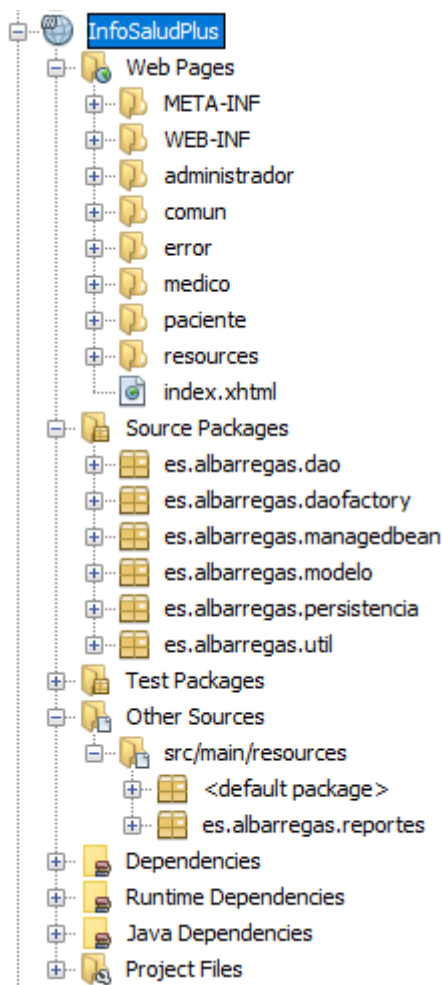 InfoSaludPlus
Web Pages
META-INF
WEB-INF
administrador
comun
error
medico
paciente
resources
index.xhtml
Source Packages
es.albarregas.dao
es.albarregas.daofactory
es.albarregas.managedbean
es.albarregas.modelo
es.albarregas.persistencia
es.albarregas.util
Test Packages
Other Sources
src/main/resources
<default package>
es.albarregas.reportes
Dependencies
Runtime Dependencies
Java Dependencies
Project Files